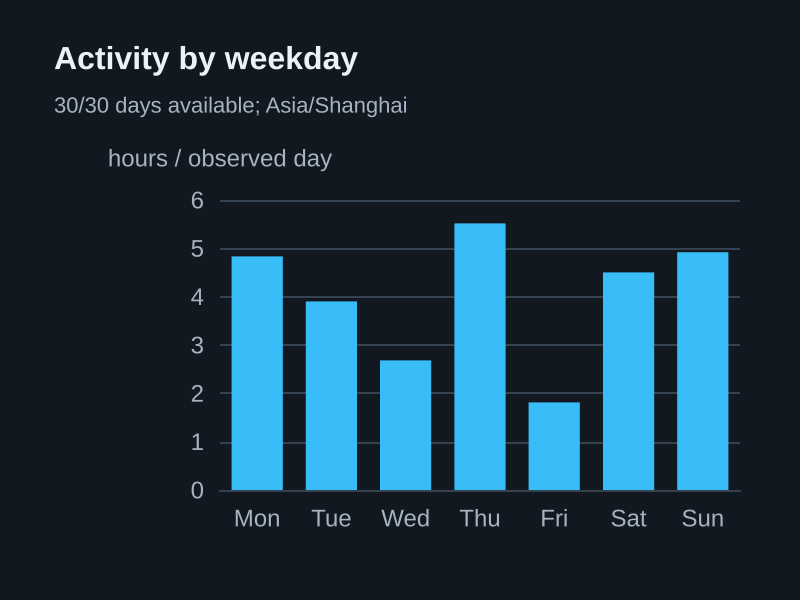 Activity by weekday
30/30 days available; Asia/Shanghai
hours / observed day
6
5
4
3
2
1
0
Mon Tue Wed Thu Fri Sat Sun